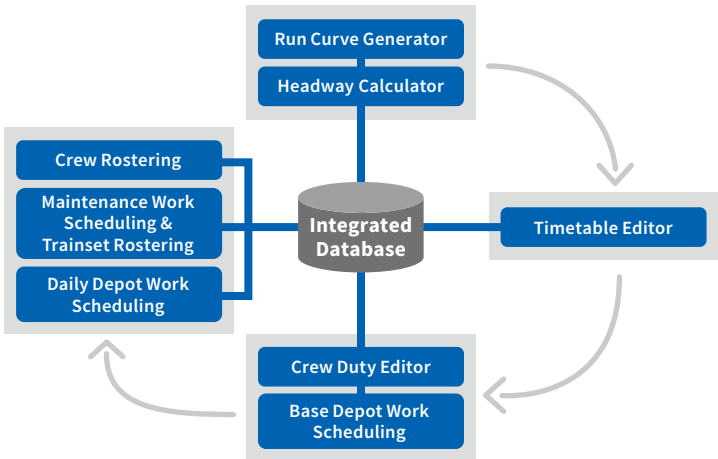 Run Curve Generator
Headway Calculator
Crew Rostering
Maintenance Work
Scheduling &
Trainset Rostering
Daily Depot Work
Scheduling
Integrated
Database
Timetable Editor
Crew Duty Editor
Base Depot Work
Scheduling